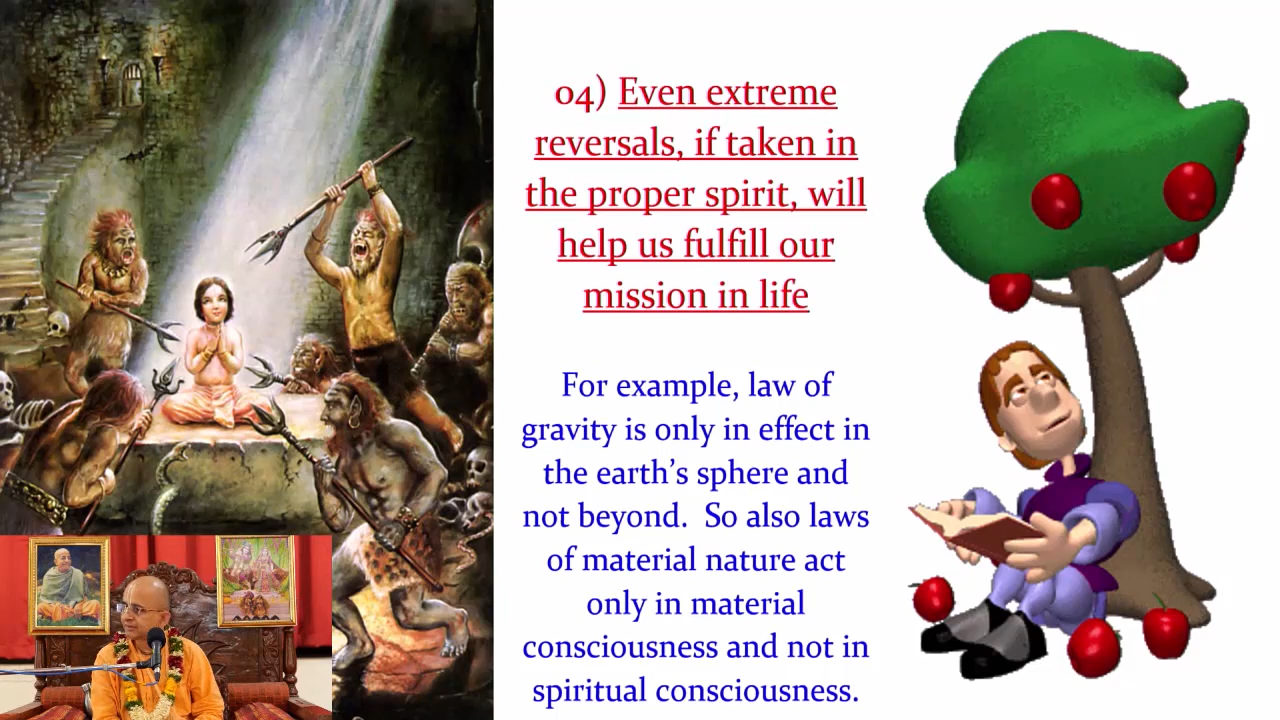 04) Even extreme
reversals, if taken in
the proper spirit, will
help us fulfill our
mission in life
For example, law of
gravity is only in effect in
the earth’s sphere and
not beyond.  So also laws
of material nature act
only in material
consciousness and not in
spiritual consciousness.